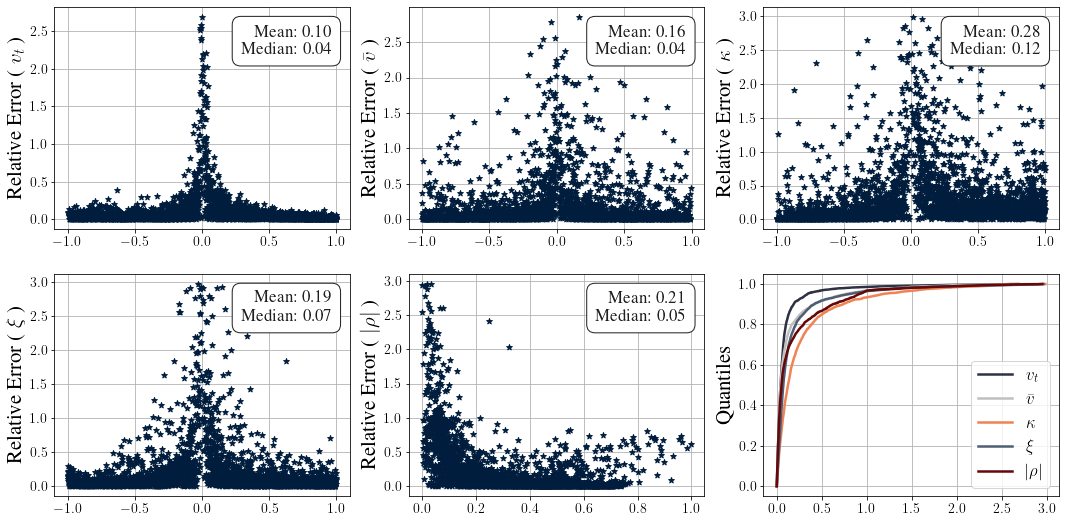 Relative Error ( v_t )
2.5
2.0
1.5
1.0
0.5
0.0
Mean: 0.10
Median: 0.04
−1.0 −0.5 0.0 0.5 1.0
Relative Error ( v̄ )
2.5
2.0
1.5
1.0
0.5
0.0
Mean: 0.16
Median: 0.04
−1.0 −0.5 0.0 0.5 1.0
Relative Error ( κ )
3.0
2.5
2.0
1.5
1.0
0.5
0.0
Mean: 0.28
Median: 0.12
−1.0 −0.5 0.0 0.5 1.0
Relative Error ( ξ )
3.0
2.5
2.0
1.5
1.0
0.5
0.0
Mean: 0.19
Median: 0.07
−1.0 −0.5 0.0 0.5 1.0
Relative Error ( |ρ| )
3.0
2.5
2.0
1.5
1.0
0.5
0.0
Mean: 0.21
Median: 0.05
0.0 0.2 0.4 0.6 0.8 1.0
Quantiles
1.0
0.8
0.6
0.4
0.2
0.0
v_t
v̄
κ
ξ
|ρ|
0.0 0.5 1.0 1.5 2.0 2.5 3.0